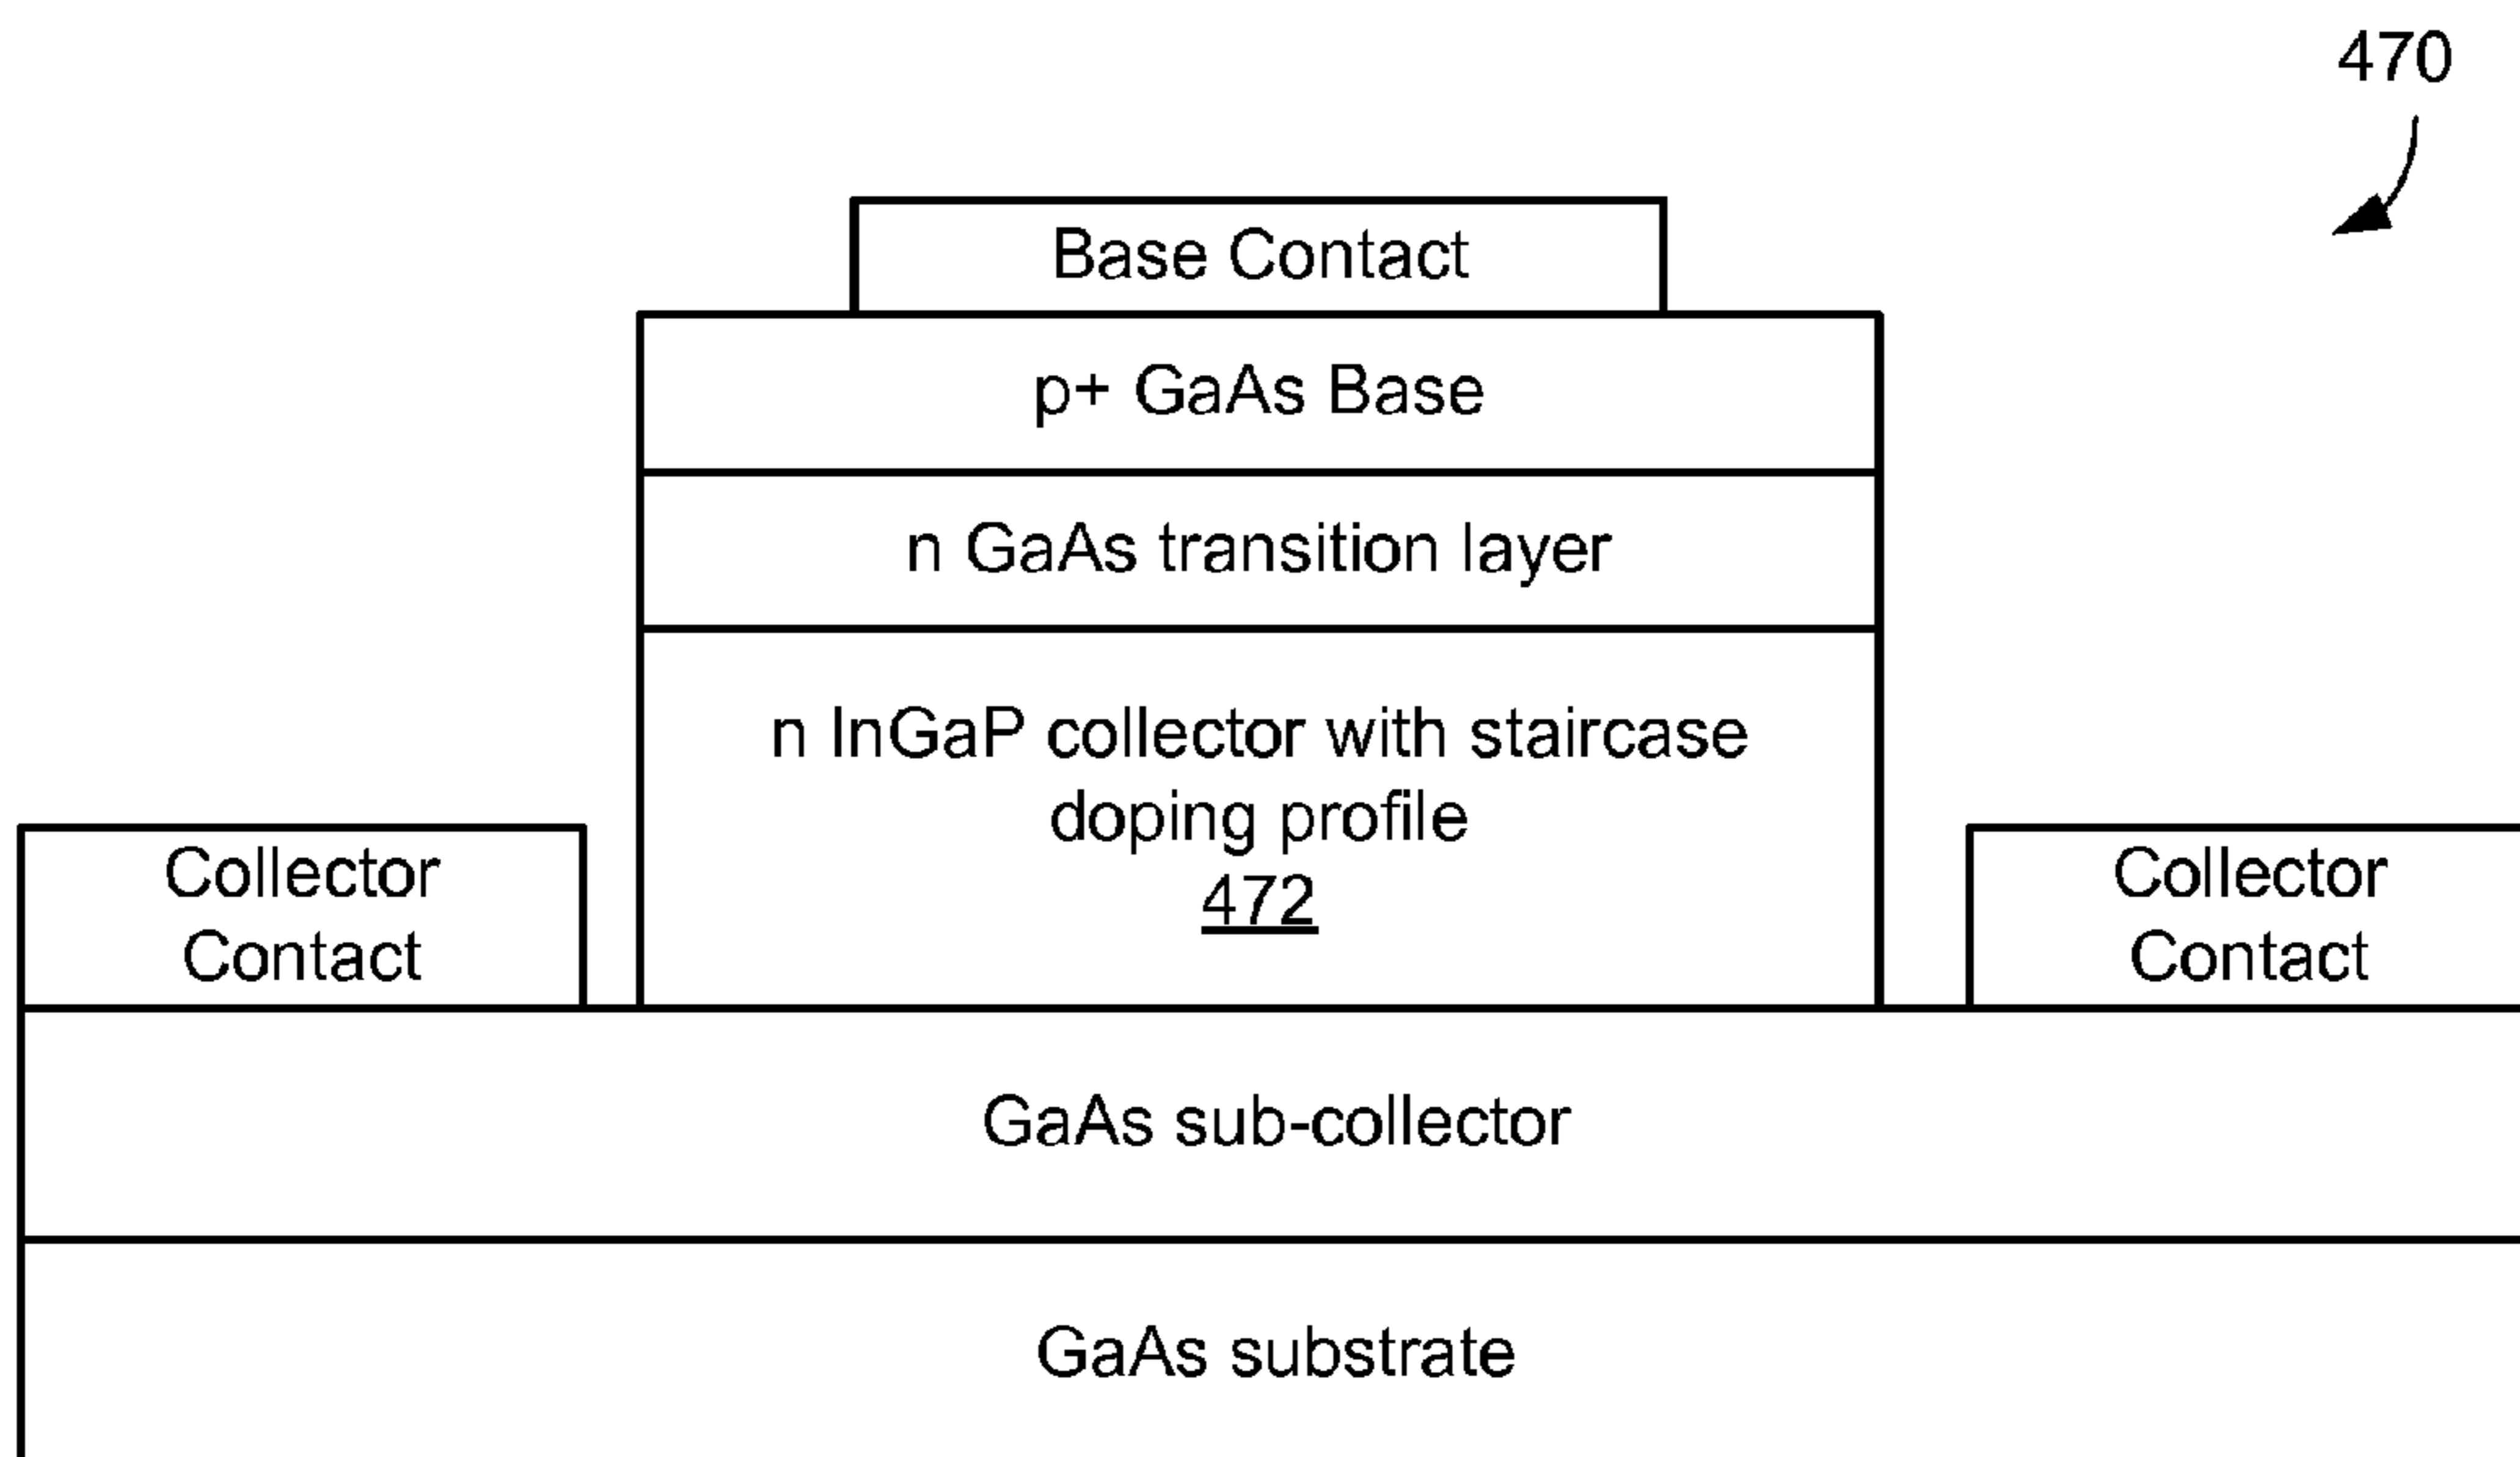 470
Base Contact
p+ GaAs Base
n GaAs transition layer
n InGaP collector with staircase
doping profile
472
Collector
Contact
Collector
Contact
GaAs sub-collector
GaAs substrate